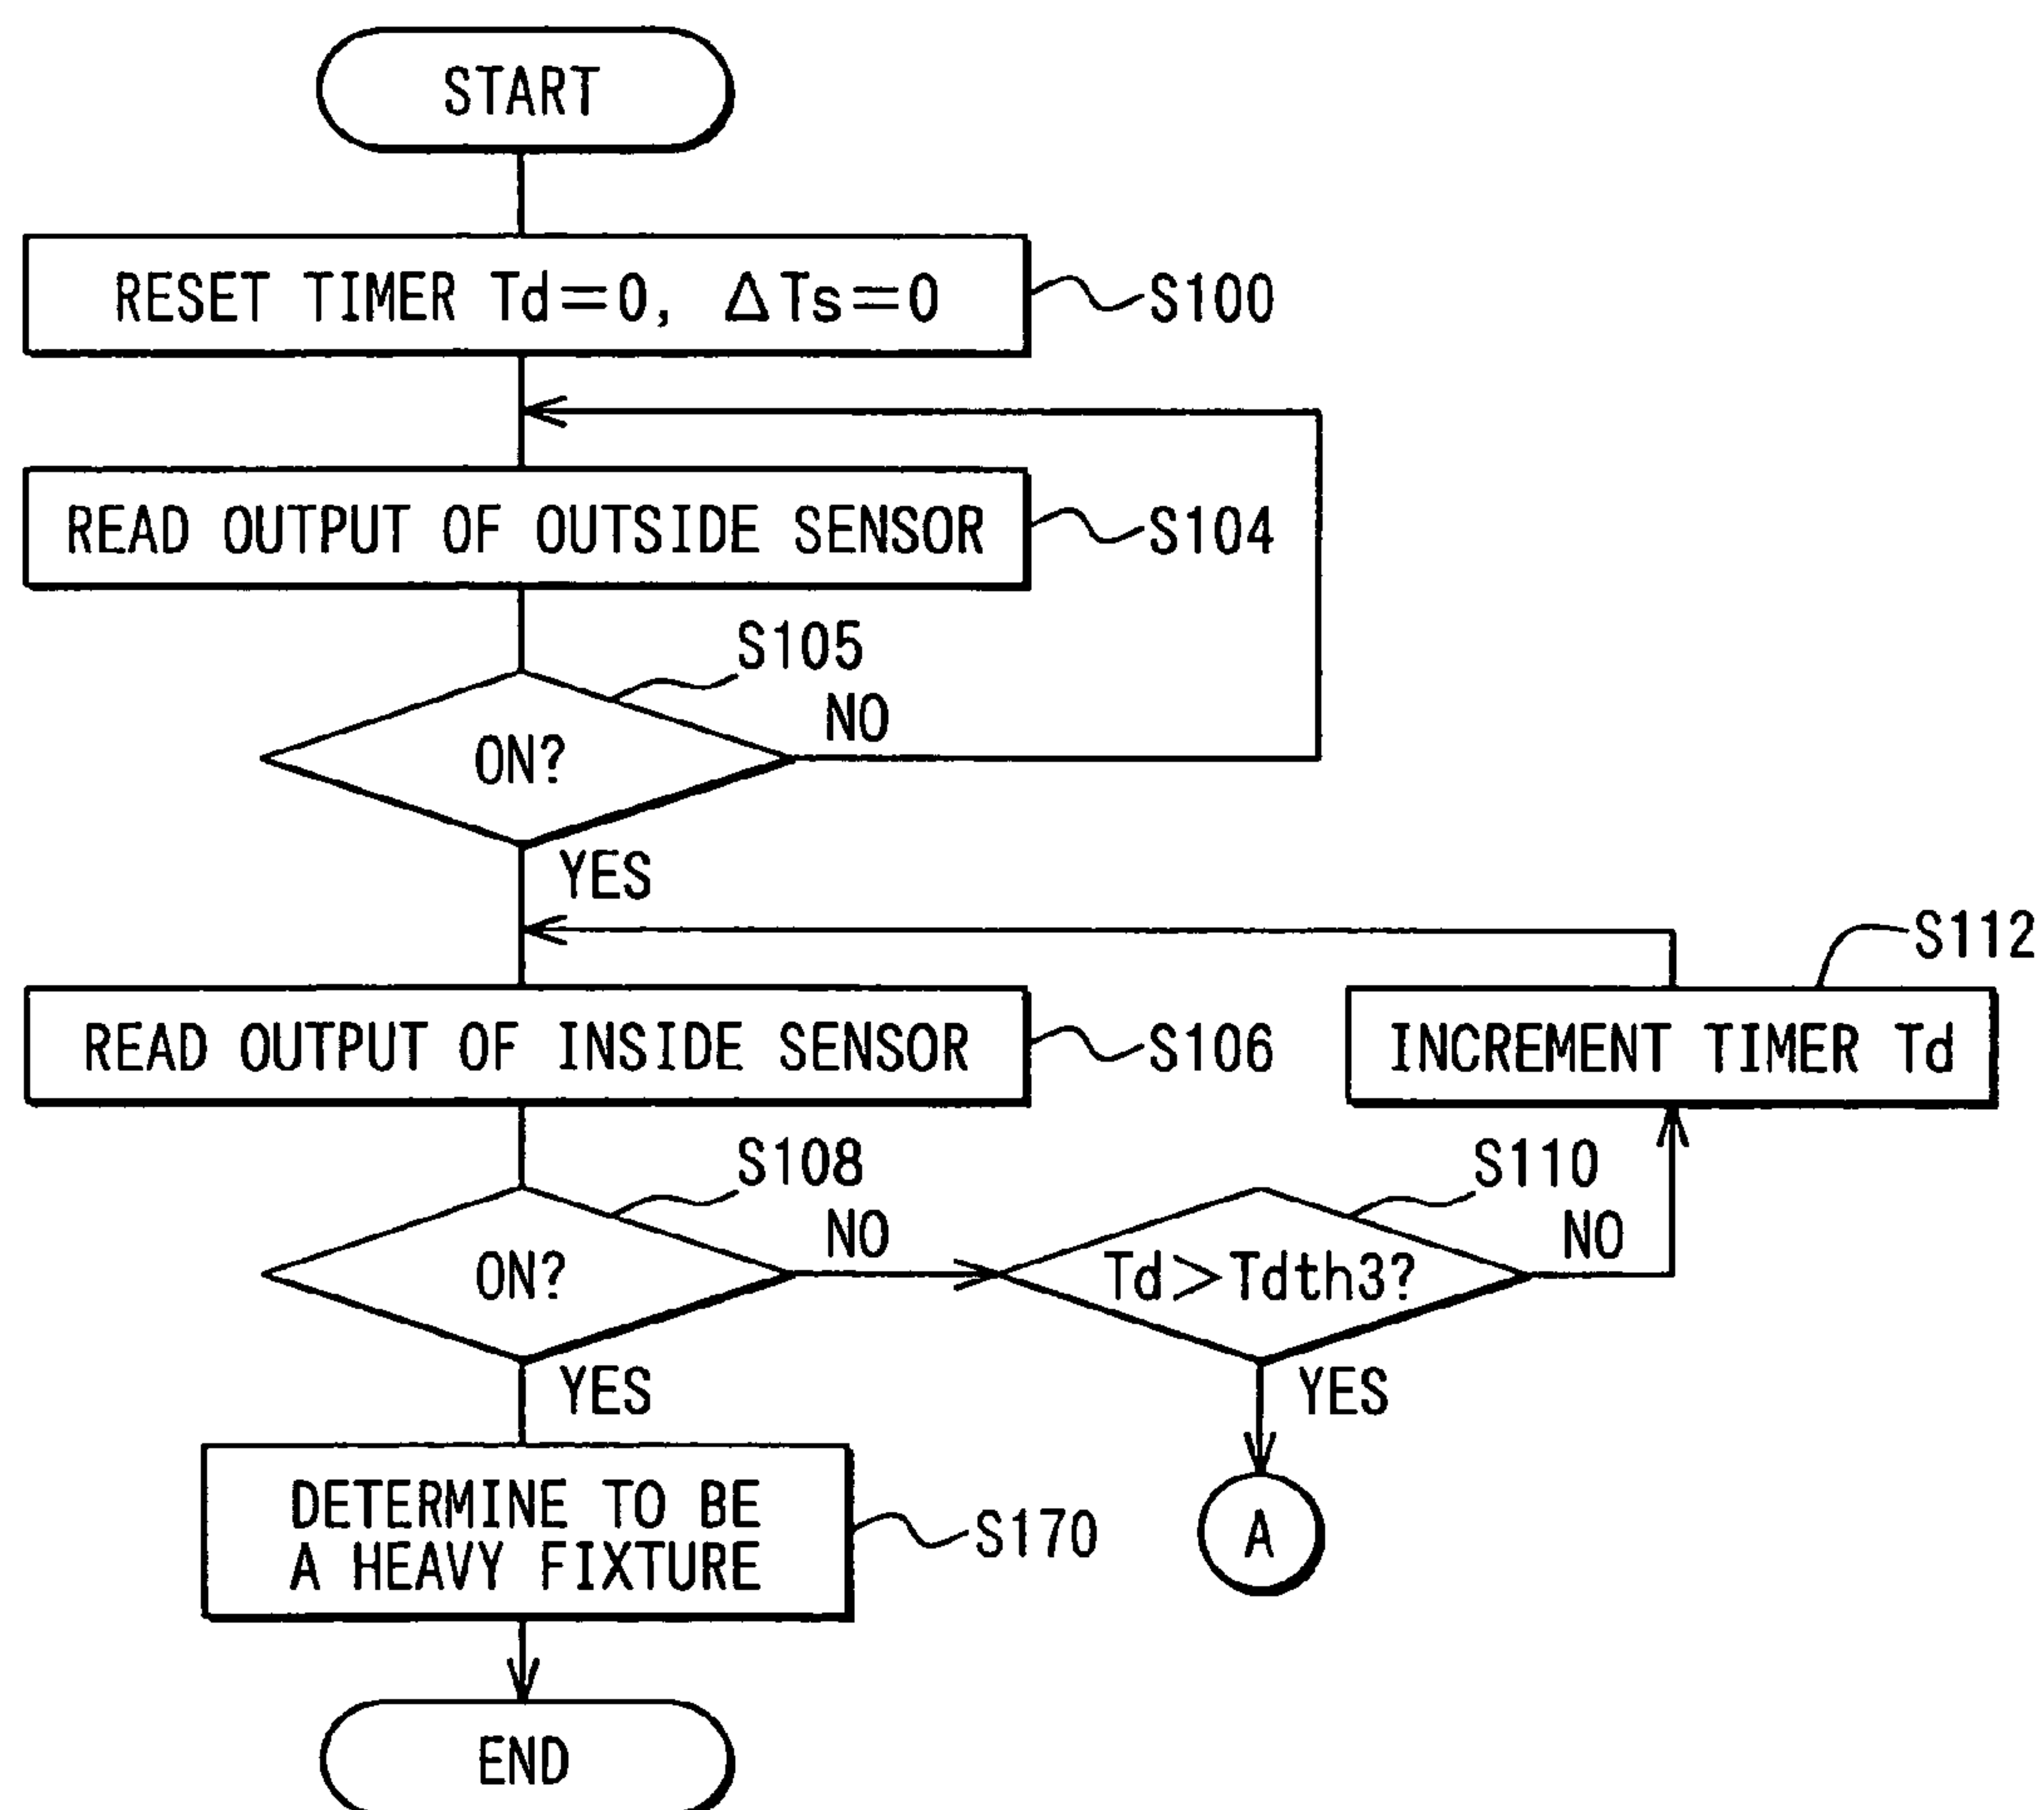 START
RESET TIMER Td=0, ΔTs=0
S100
READ OUTPUT OF OUTSIDE SENSOR
S104
S105
ON?
NO
YES
S112
READ OUTPUT OF INSIDE SENSOR
S106
INCREMENT TIMER Td
S108
ON?
NO
S110
Td>Tdth3?
NO
YES
YES
DETERMINE TO BE
A HEAVY FIXTURE
S170
A
END